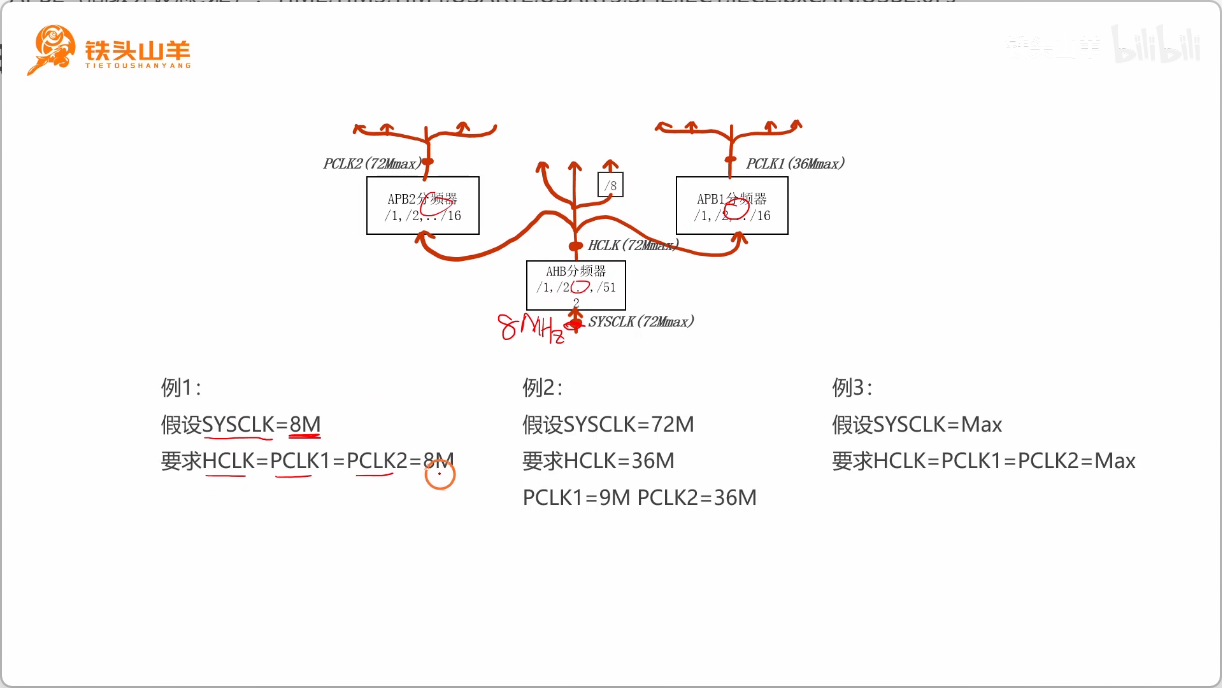 铁头山羊
TIETOUSHANYANG
bilibili
PCLK2(72Mmax)
PCLK1(36Mmax)
/8
APB2分频器
/1,/2,../16
APB1分频器
/1,/2,../16
HCLK(72Mmax)
AHB分频器
/1,/2..,/51
2
8MHz
SYSCLK(72Mmax)
例1：
假设SYSCLK=8M
要求HCLK=PCLK1=PCLK2=8M
例2：
假设SYSCLK=72M
要求HCLK=36M
PCLK1=9M PCLK2=36M
例3：
假设SYSCLK=Max
要求HCLK=PCLK1=PCLK2=Max